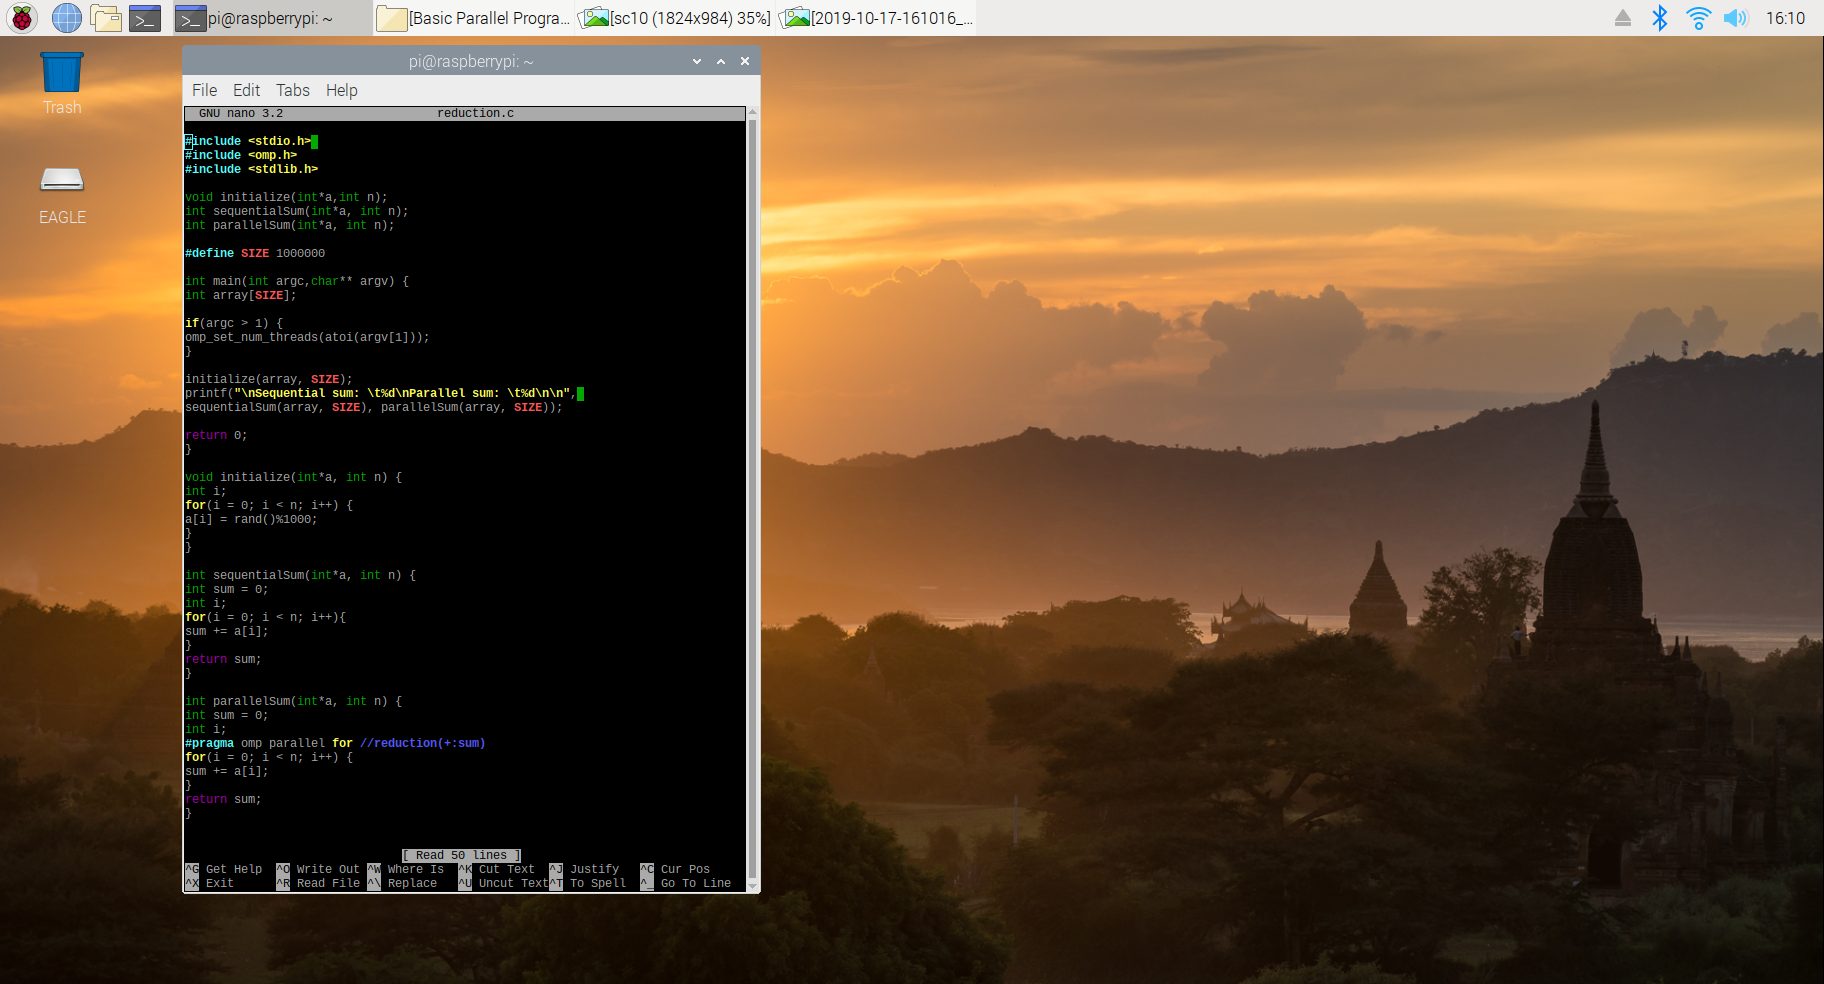 pi@raspberrypi: ~
[Basic Parallel Progra...
[sc10 (1824x984) 35%]
[2019-10-17-161016_...
16:10
Trash
EAGLE
pi@raspberrypi: ~
File Edit Tabs Help
GNU nano 3.2 reduction.c
#include <stdio.h>
#include <omp.h>
#include <stdlib.h>
void initialize(int*a,int n);
int sequentialSum(int*a, int n);
int parallelSum(int*a, int n);
#define SIZE 1000000
int main(int argc,char** argv) {
int array[SIZE];
if(argc > 1) {
omp_set_num_threads(atoi(argv[1]));
}
initialize(array, SIZE);
printf("\nSequential sum: \t%d\nParallel sum: \t%d\n\n",
sequentialSum(array, SIZE), parallelSum(array, SIZE));
return 0;
}
void initialize(int*a, int n) {
int i;
for(i = 0; i < n; i++) {
a[i] = rand()%1000;
}
}
int sequentialSum(int*a, int n) {
int sum = 0;
int i;
for(i = 0; i < n; i++){
sum += a[i];
}
return sum;
}
int parallelSum(int*a, int n) {
int sum = 0;
int i;
#pragma omp parallel for //reduction(+:sum)
for(i = 0; i < n; i++) {
sum += a[i];
}
return sum;
}
[ Read 50 lines ]
^G Get Help ^O Write Out ^W Where Is ^K Cut Text ^J Justify ^C Cur Pos
^X Exit ^R Read File ^\ Replace ^U Uncut Text ^T To Spell ^_ Go To Line